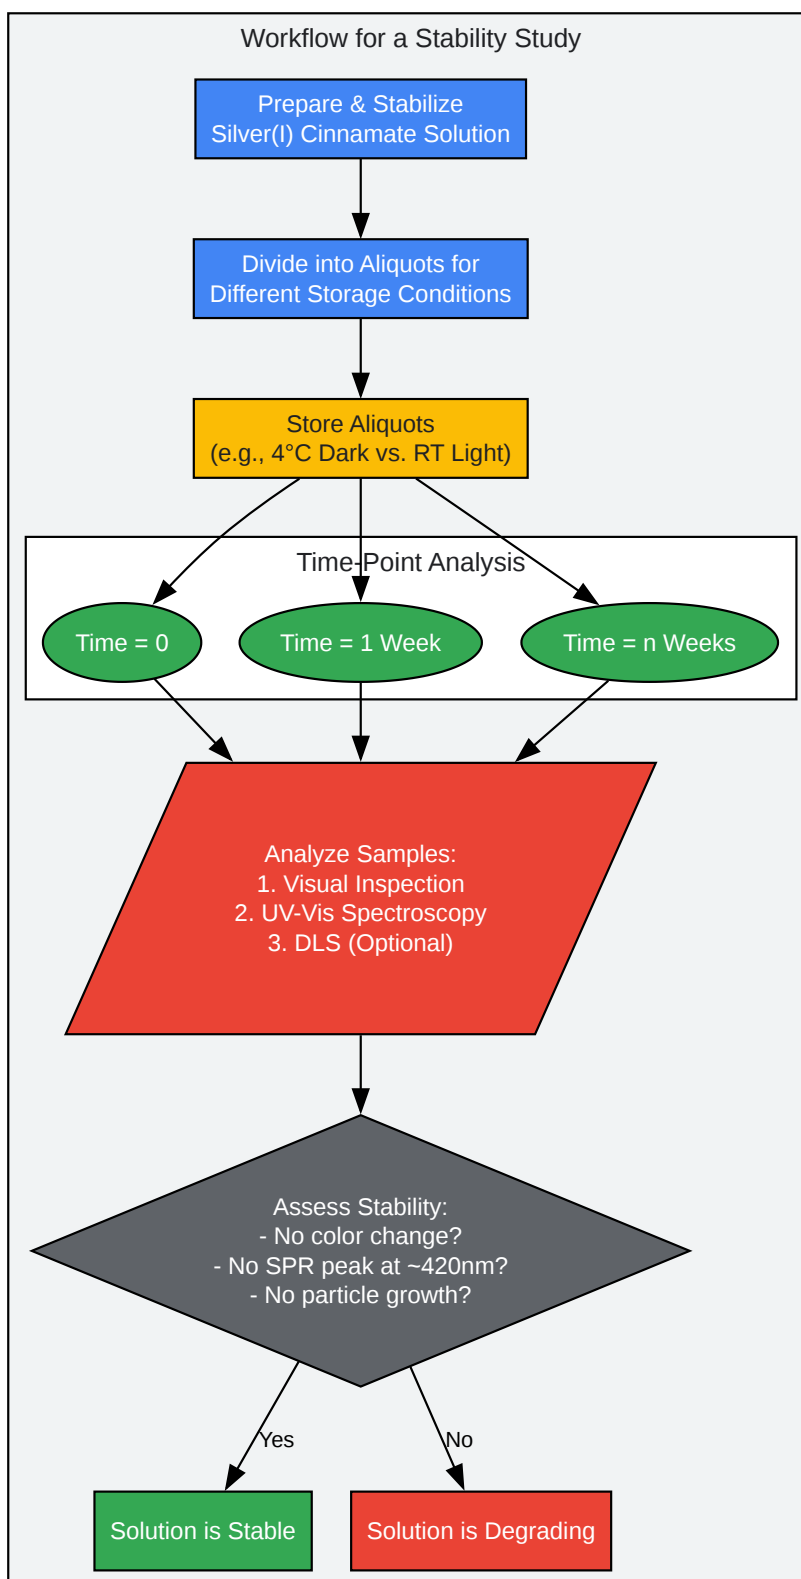 Workflow for a Stability Study
Prepare & Stabilize
Silver(I) Cinnamate Solution
Divide into Aliquots for
Different Storage Conditions
Store Aliquots
(e.g., 4°C Dark vs. RT Light)
Time-Point Analysis
Time = 0
Time = 1 Week
Time = n Weeks
Analyze Samples:
1. Visual Inspection
2. UV-Vis Spectroscopy
3. DLS (Optional)
Assess Stability:
- No color change?
- No SPR peak at ~420nm?
- No particle growth?
Yes
No
Solution is Stable
Solution is Degrading